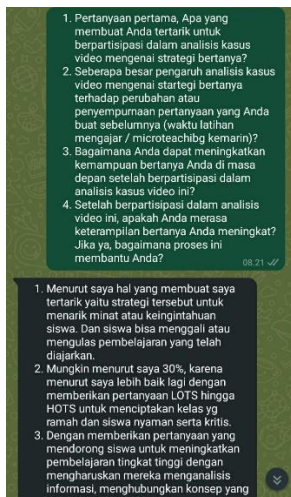 1. Pertanyaan pertama, Apa yang
membuat Anda tertarik untuk
berpartisipasi dalam analisis kasus
video mengenai strategi bertanya?
2. Seberapa besar pengaruh analisis kasus
video mengenai startegi bertanya
terhadap perubahan atau
penyempurnaan pertanyaan yang Anda
buat sebelumnya (waktu latihan
mengajar / microteachibg kemarin)?
3. Bagaimana Anda dapat meningkatkan
kemampuan bertanya Anda di masa
depan setelah berpartisipasi dalam
analisis kasus video ini?
4. Setelah berpartisipasi dalam analisis
video ini, apakah Anda merasa
keterampilan bertanya Anda meningkat?
Jika ya, bagaimana proses ini
membantu Anda?
08.21
1. Menurut saya hal yang membuat saya
tertarik yaitu strategi tersebut untuk
menarik minat atau keingintahuan
siswa. Dan siswa bisa menggali atau
mengulas pembelajaran yang telah
diajarkan.
2. Mungkin menurut saya 30%, karena
menurut saya lebih baik lagi dengan
memberikan pertanyaan LOTS hingga
HOTS untuk menciptakan kelas yg
ramah dan siswa nyaman serta kritis.
3. Dengan memberikan pertanyaan yang
mendorong siswa untuk meningkatkan
pembelajaran tingkat tinggi dengan
mengharuskan mereka menganalisis
informasi, menghubungkan konsep yang